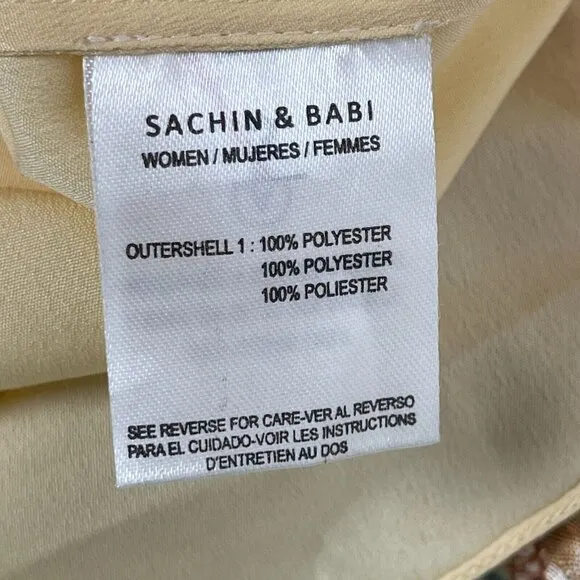 SACHIN & BABI
WOMEN / MUJERES / FEMMES
OUTERSHELL 1 : 100% POLYESTER
100% POLYESTER
100% POLIESTER
SEE REVERSE FOR CARE-VER AL REVERSO
PARA EL CUIDADO-VOIR LES INSTRUCTIONS
D'ENTRETIEN AU DOS